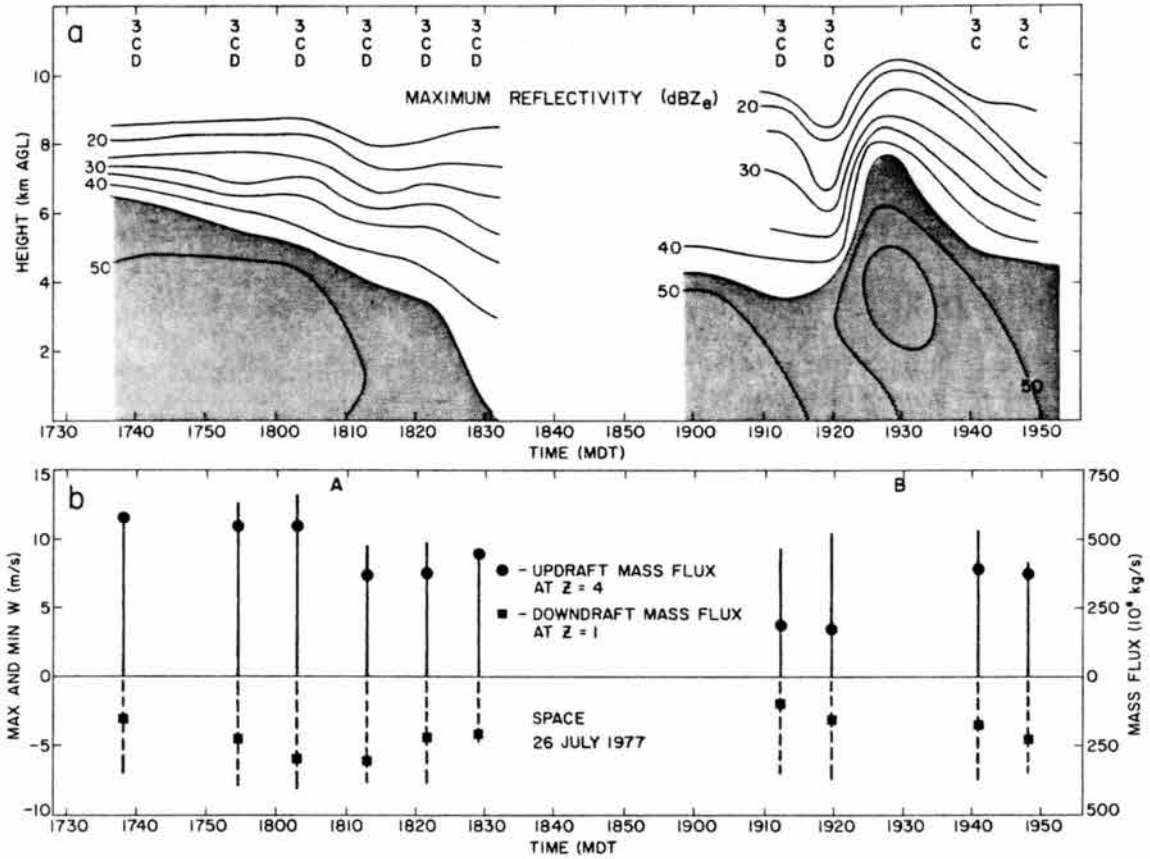 a
3 3 3 3 3 3 3 3 3 3
C C C C C C C C C C
D D D D D D D D
MAXIMUM REFLECTIVITY (dBZe)
HEIGHT (km AGL)
10
8
6
4
2
20
30
40
50
20
30
40
50
50
1730 1740 1750 1800 1810 1820 1830 1840 1850 1900 1910 1920 1930 1940 1950
TIME (MDT)
b
A
B
MAX AND MIN W (m/s)
15
10
5
0
-5
-10
- UPDRAFT MASS FLUX
AT Z = 4
- DOWNDRAFT MASS FLUX
AT Z = 1
SPACE
26 JULY 1977
750
500
250
0
250
500
MASS FLUX (10⁶ kg/s)
1730 1740 1750 1800 1810 1820 1830 1840 1850 1900 1910 1920 1930 1940 1950
TIME (MDT